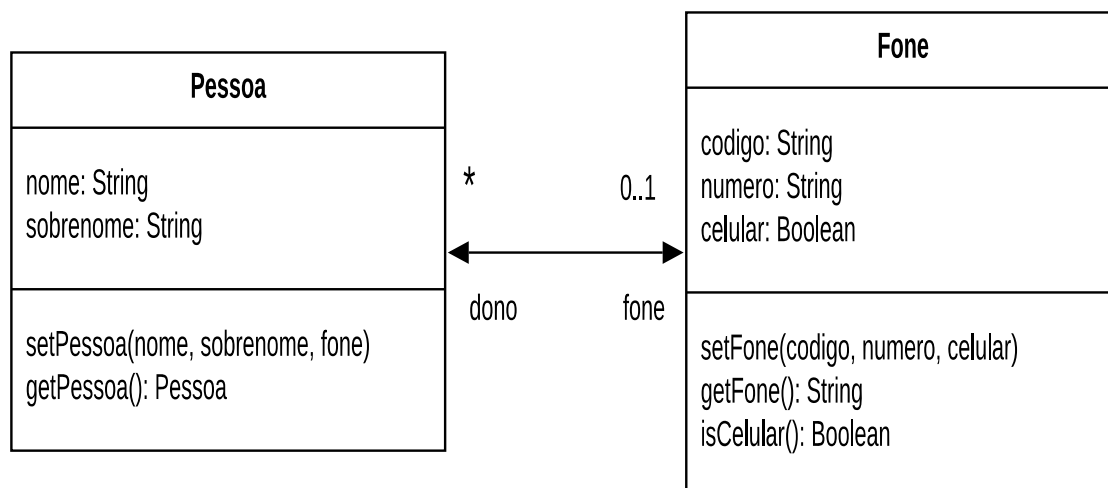 Pessoa
nome: String
sobrenome: String
setPessoa(nome, sobrenome, fone)
getPessoa(): Pessoa
*
0..1
dono
fone
Fone
codigo: String
numero: String
celular: Boolean
setFone(codigo, numero, celular)
getFone(): String
isCelular(): Boolean